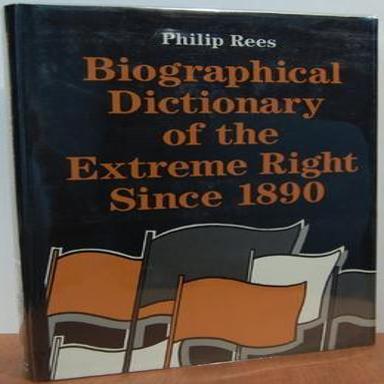 Philip Rees
Biographical
Dictionary
of the
Extreme Right
Since 1890